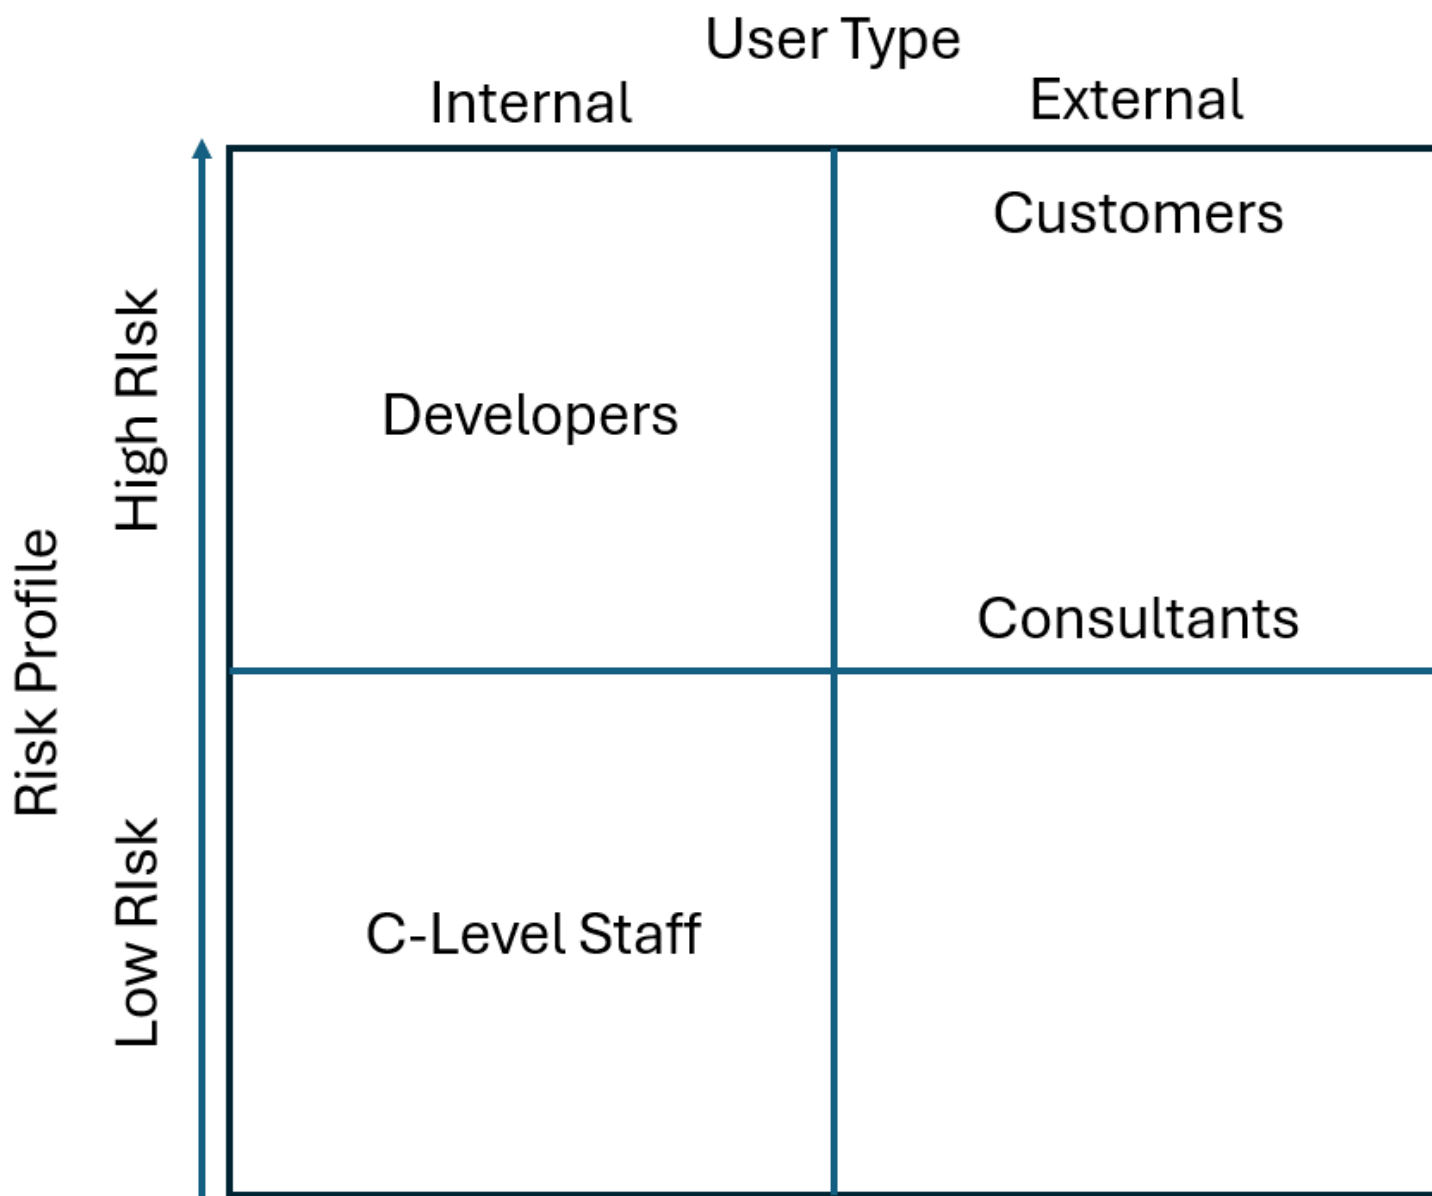 User Type
Internal
External
Customers
High RIsk
Developers
Consultants
Risk Profile
Low RIsk
C-Level Staff